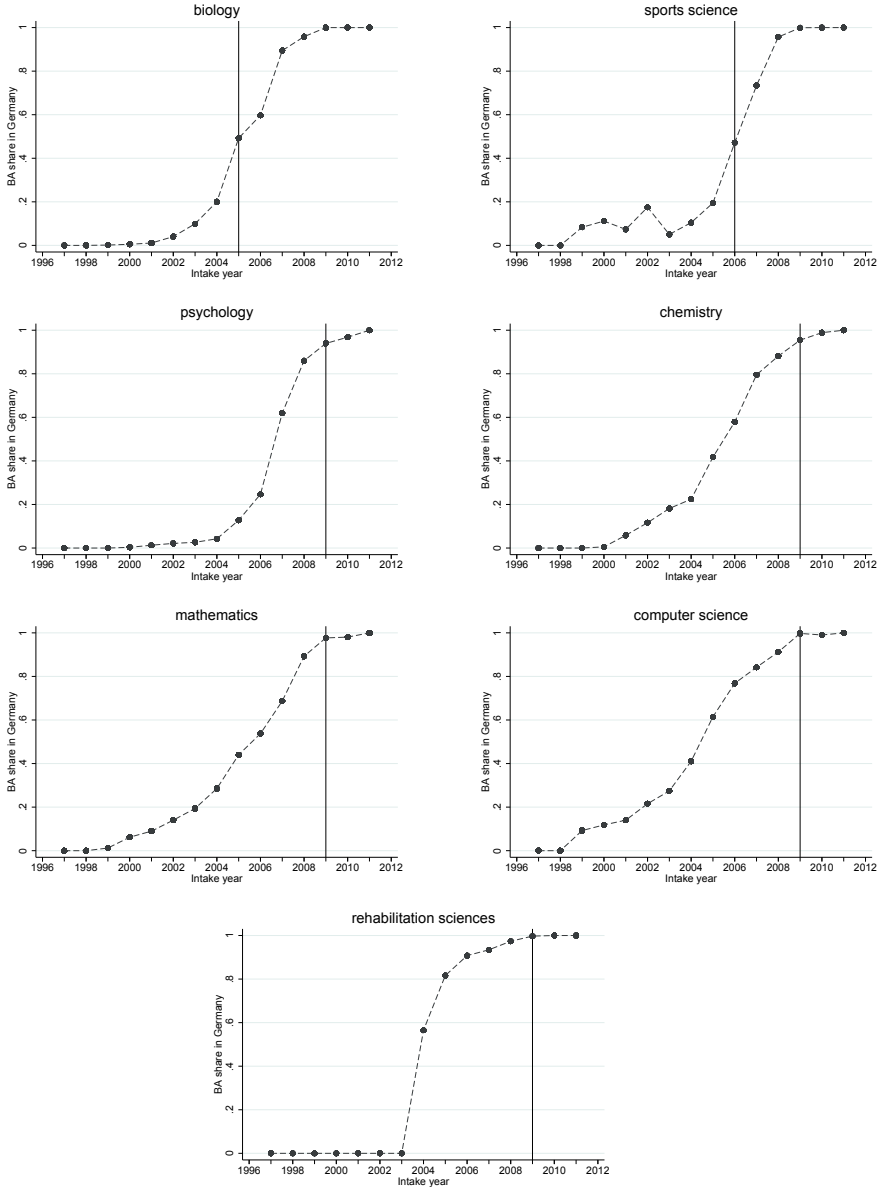 biology
BA share in Germany
0 .2 .4 .6 .8 1
1996 1998 2000 2002 2004 2006 2008 2010 2012
Intake year
sports science
BA share in Germany
0 .2 .4 .6 .8 1
1996 1998 2000 2002 2004 2006 2008 2010 2012
Intake year
psychology
BA share in Germany
0 .2 .4 .6 .8 1
1996 1998 2000 2002 2004 2006 2008 2010 2012
Intake year
chemistry
BA share in Germany
0 .2 .4 .6 .8 1
1996 1998 2000 2002 2004 2006 2008 2010 2012
Intake year
mathematics
BA share in Germany
0 .2 .4 .6 .8 1
1996 1998 2000 2002 2004 2006 2008 2010 2012
Intake year
computer science
BA share in Germany
0 .2 .4 .6 .8 1
1996 1998 2000 2002 2004 2006 2008 2010 2012
Intake year
rehabilitation sciences
BA share in Germany
0 .2 .4 .6 .8 1
1996 1998 2000 2002 2004 2006 2008 2010 2012
Intake year